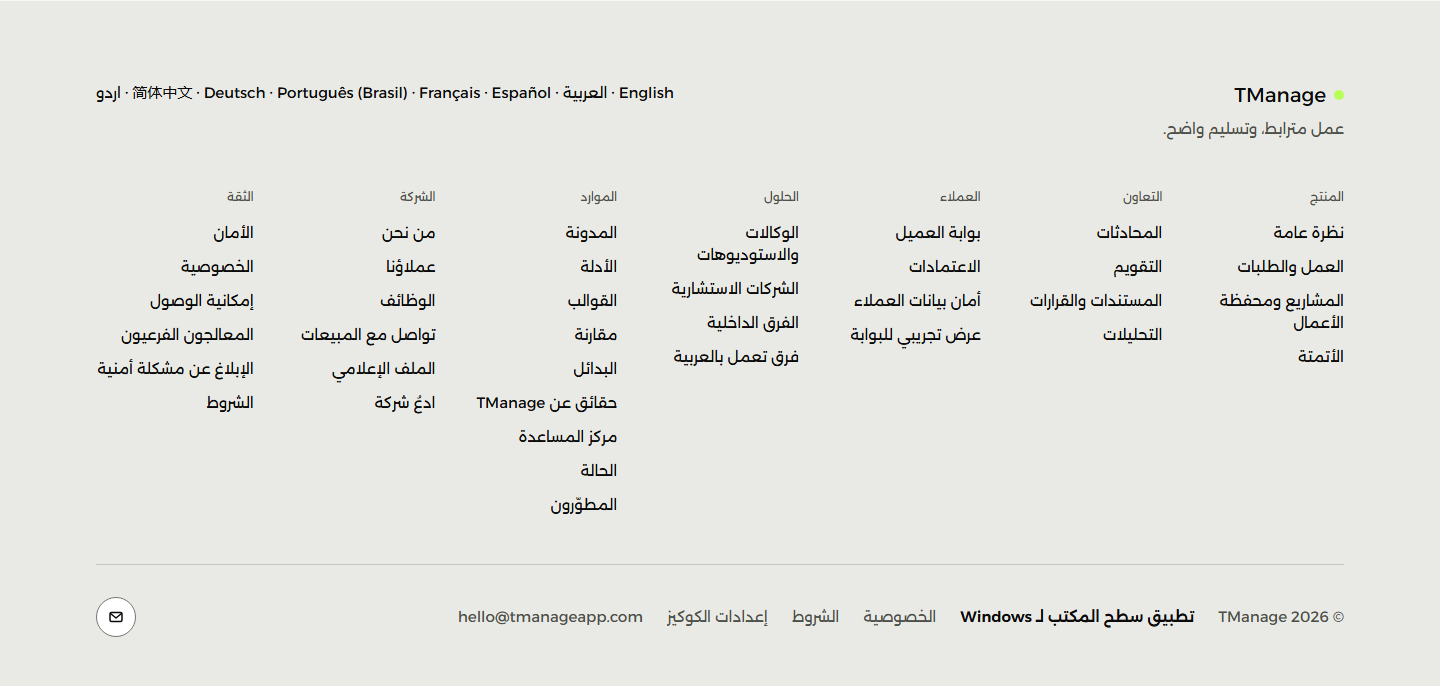 TManage
عمل مترابط، وتسليم واضح.
English · العربية · Español · Français · Português (Brasil) · Deutsch · 简体中文 · اردو
المنتج
نظرة عامة
العمل والطلبات
المشاريع ومحفظة
الأعمال
الأتمتة
التعاون
المحادثات
التقويم
المستندات والقرارات
التحليلات
العملاء
بوابة العميل
الاعتمادات
أمان بيانات العملاء
عرض تجريبي للبوابة
الحلول
الوكالات
والاستوديوهات
الشركات الاستشارية
الفرق الداخلية
فرق تعمل بالعربية
الموارد
المدونة
الأدلة
القوالب
مقارنة
البدائل
حقائق عن TManage
مركز المساعدة
الحالة
المطوّرون
الشركة
من نحن
عملاؤنا
الوظائف
تواصل مع المبيعات
الملف الإعلامي
ادعُ شركة
الثقة
الأمان
الخصوصية
إمكانية الوصول
المعالجون الفرعيون
الإبلاغ عن مشكلة أمنية
الشروط
© 2026 TManage
تطبيق سطح المكتب لـ Windows
الخصوصية
الشروط
إعدادات الكوكيز
hello@tmanageapp.com